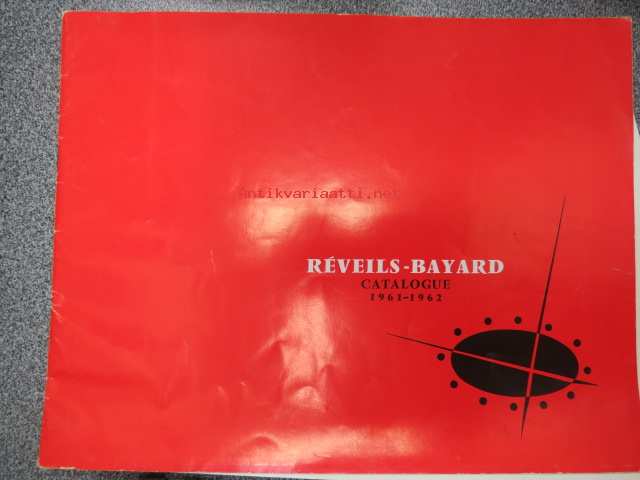 Antikvariaatti.net
RÉVEILS-BAYARD
CATALOGUE
1961-1962